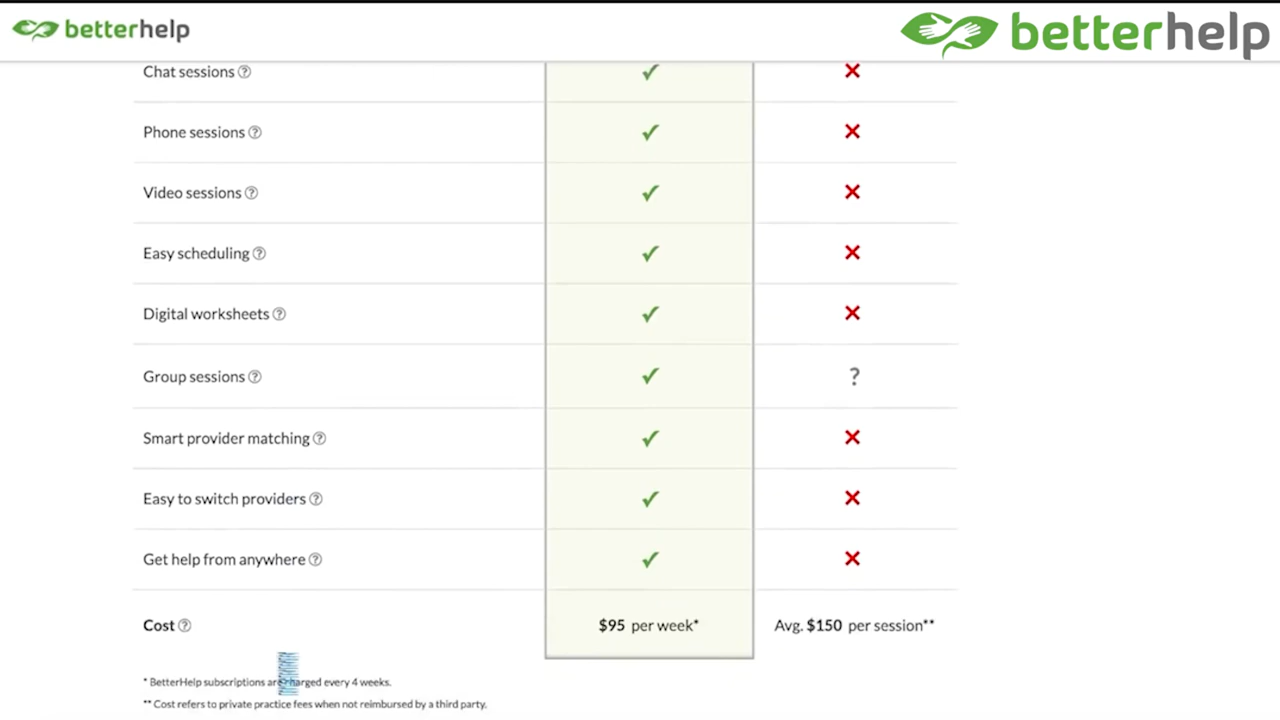 betterhelp
betterhelp
Chat sessions ?
Phone sessions ?
Video sessions ?
Easy scheduling ?
Digital worksheets ?
Group sessions ? ?
Smart provider matching ?
Easy to switch providers ?
Get help from anywhere ?
Cost ? $95 per week* Avg. $150 per session**
* BetterHelp subscriptions are charged every 4 weeks.
** Cost refers to private practice fees when not reimbursed by a third party.